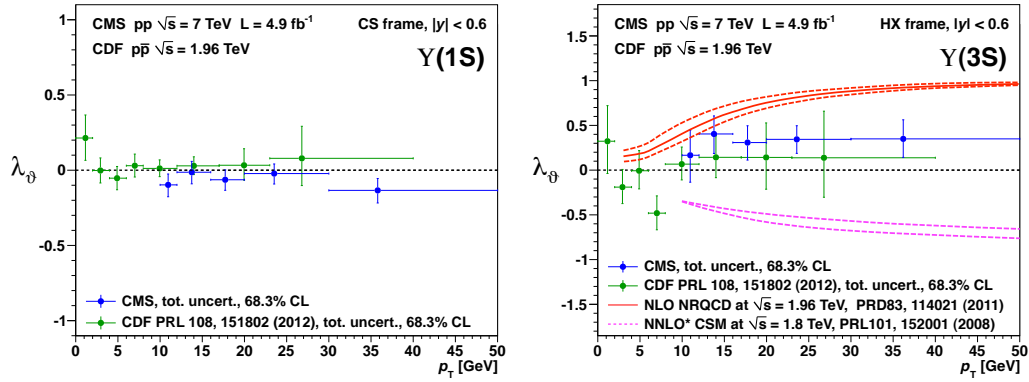 CMS pp √s = 7 TeV L = 4.9 fb⁻¹ CS frame, |y| < 0.6
CDF pp̅ √s = 1.96 TeV ϒ(1S)
1
0.5
0
-0.5
-1
λϑ
CMS, tot. uncert., 68.3% CL
CDF PRL 108, 151802 (2012), tot. uncert., 68.3% CL
0 5 10 15 20 25 30 35 40 45 50
pT [GeV]
CMS pp √s = 7 TeV L = 4.9 fb⁻¹ HX frame, |y| < 0.6
CDF pp̅ √s = 1.96 TeV ϒ(3S)
1.5
1
0.5
0
-0.5
-1
-1.5
λϑ
CMS, tot. uncert., 68.3% CL
CDF PRL 108, 151802 (2012), tot. uncert., 68.3% CL
NLO NRQCD at √s = 1.96 TeV, PRD83, 114021 (2011)
NNLO* CSM at √s = 1.8 TeV, PRL101, 152001 (2008)
0 5 10 15 20 25 30 35 40 45 50
pT [GeV]